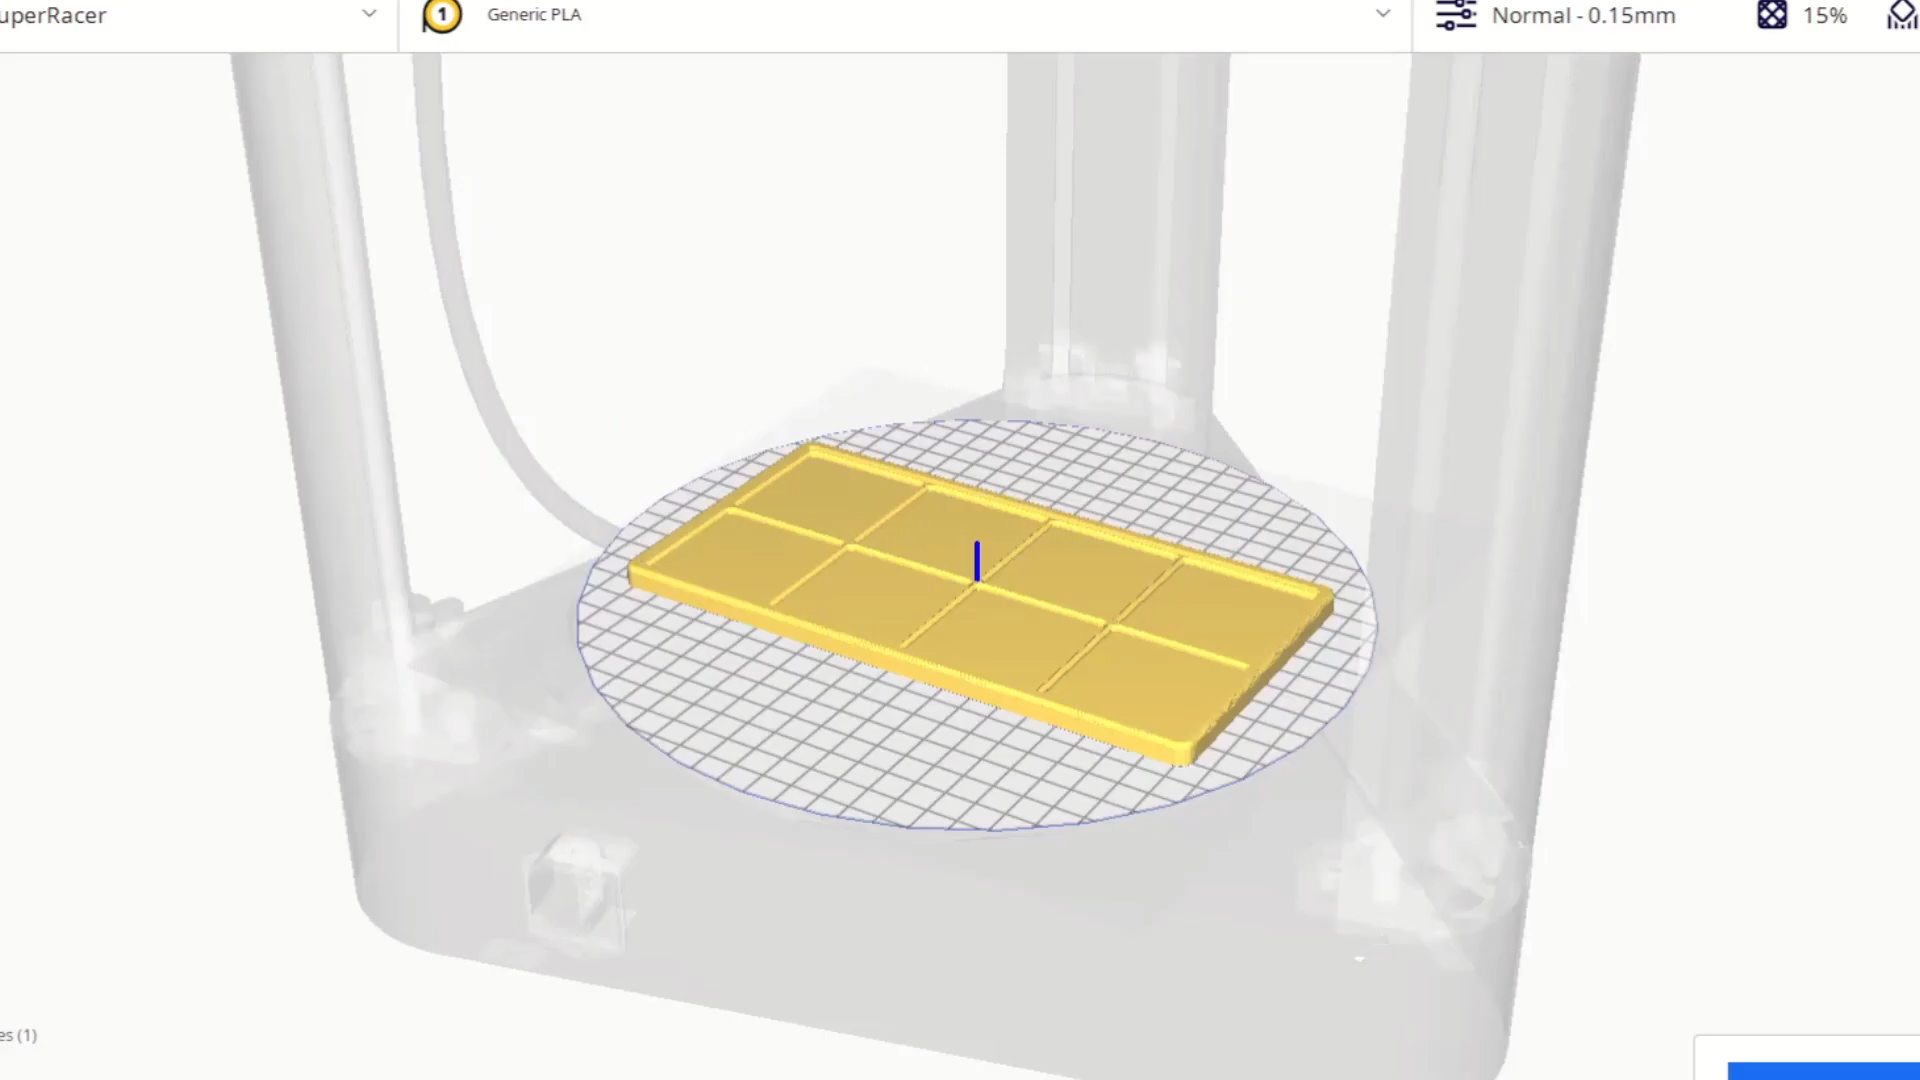 uperRacer
1
Generic PLA
Normal - 0.15mm
15%
es (1)